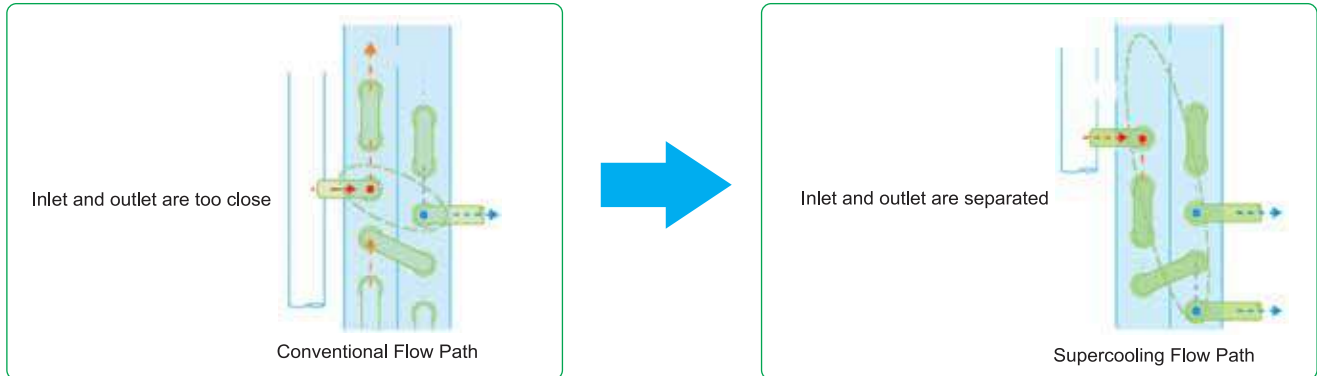 Inlet and outlet are too close
Conventional Flow Path
Inlet and outlet are separated
Supercooling Flow Path